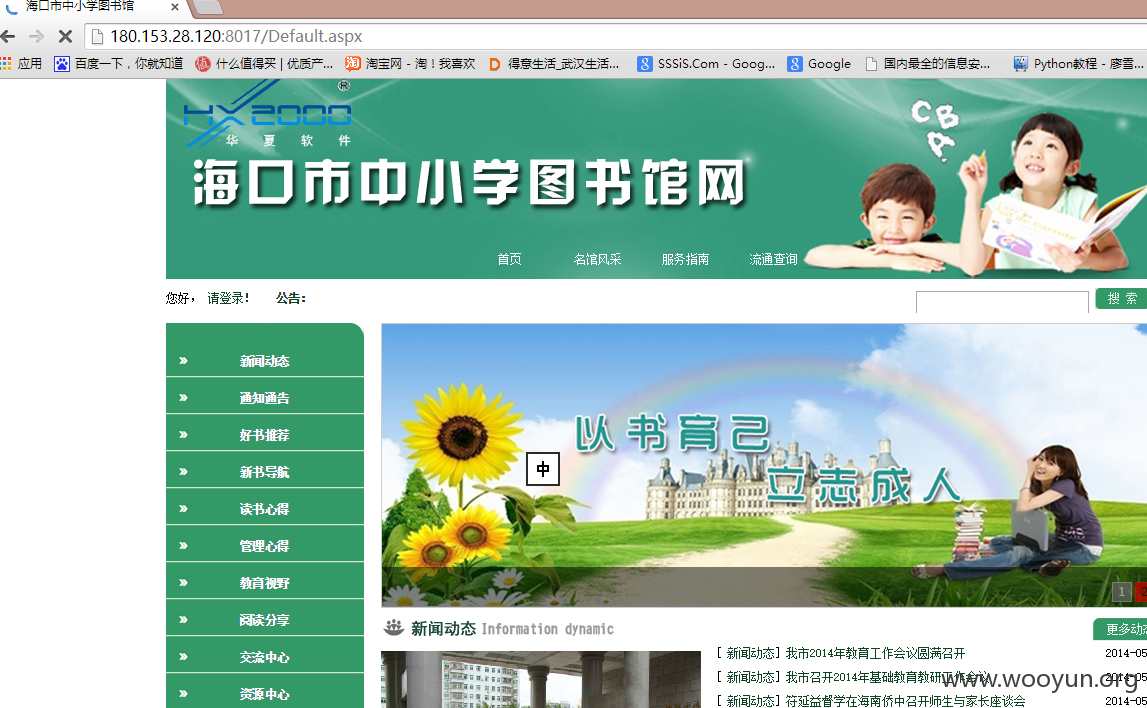 海口市中小学图书馆
180.153.28.120:8017/Default.aspx
应用 百度一下，你就知道 什么值得买 | 优质产... 淘宝网 - 淘！我喜欢 得意生活_武汉生活... SSSiS.Com - Goog... Google 国内最全的信息安... Python教程 - 廖雪...
HX2000®
华夏软件
CBA
海口市中小学图书馆网
首页 名馆风采 服务指南 流通查询
您好， 请登录！ 公告： 搜 索
新闻动态
通知通告
好书推荐
新书导航
读书心得
管理心得
教育视野
阅读分享
交流中心
资源中心
以书育己
立志成人
中
1 2
新闻动态 Information dynamic 更多动态
[ 新闻动态] 我市2014年教育工作会议圆满召开 2014-05
[ 新闻动态] 我市召开2014年基础教育教研工作会议 2014-05
[ 新闻动态] 符延益督学在海南侨中召开师生与家长座谈会 2014-05
www.wooyun.org